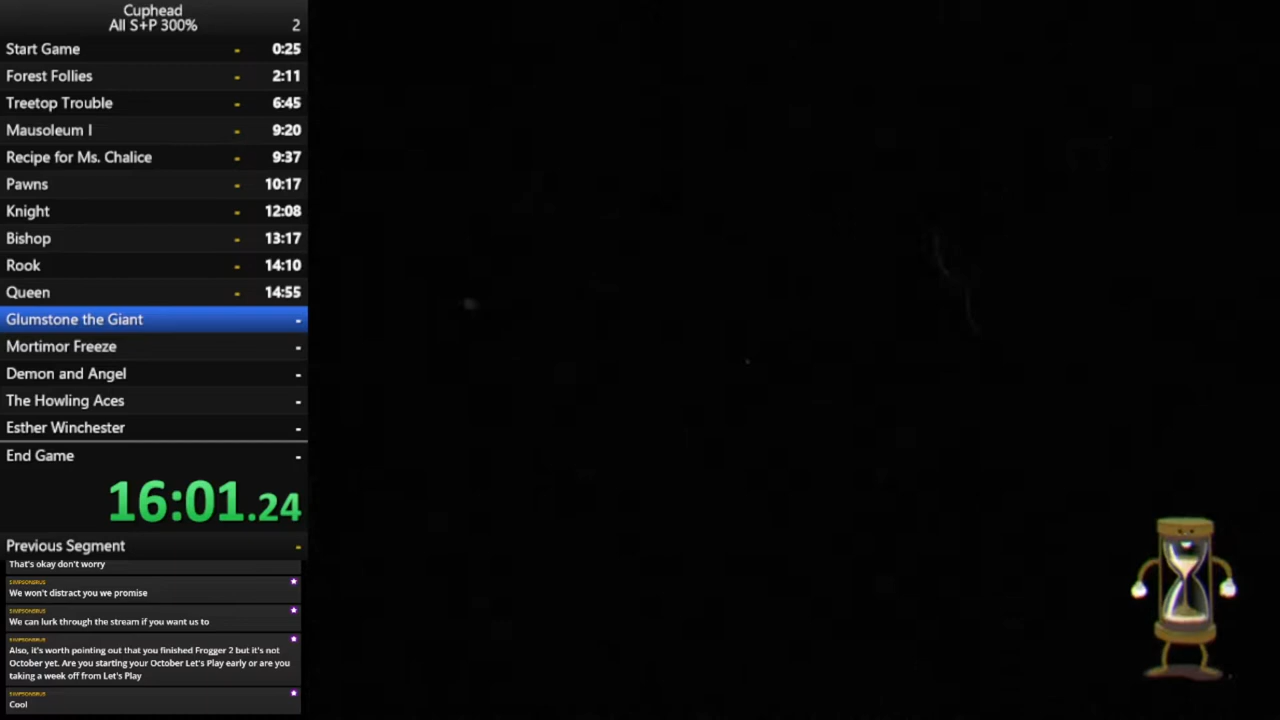 Cuphead
All S+P 300% 2
Start Game - 0:25
Forest Follies - 2:11
Treetop Trouble - 6:45
Mausoleum I - 9:20
Recipe for Ms. Chalice - 9:37
Pawns - 10:17
Knight - 12:08
Bishop - 13:17
Rook - 14:10
Queen - 14:55
Glumstone the Giant -
Mortimor Freeze -
Demon and Angel -
The Howling Aces -
Esther Winchester -
End Game -
16:01.24
Previous Segment -
That's okay don't worry
SIMPSONSRUS
We won't distract you we promise
SIMPSONSRUS
We can lurk through the stream if you want us to
SIMPSONSRUS
Also, it's worth pointing out that you finished Frogger 2 but it's not
October yet. Are you starting your October Let's Play early or are you
taking a week off from Let's Play
SIMPSONSRUS
Cool